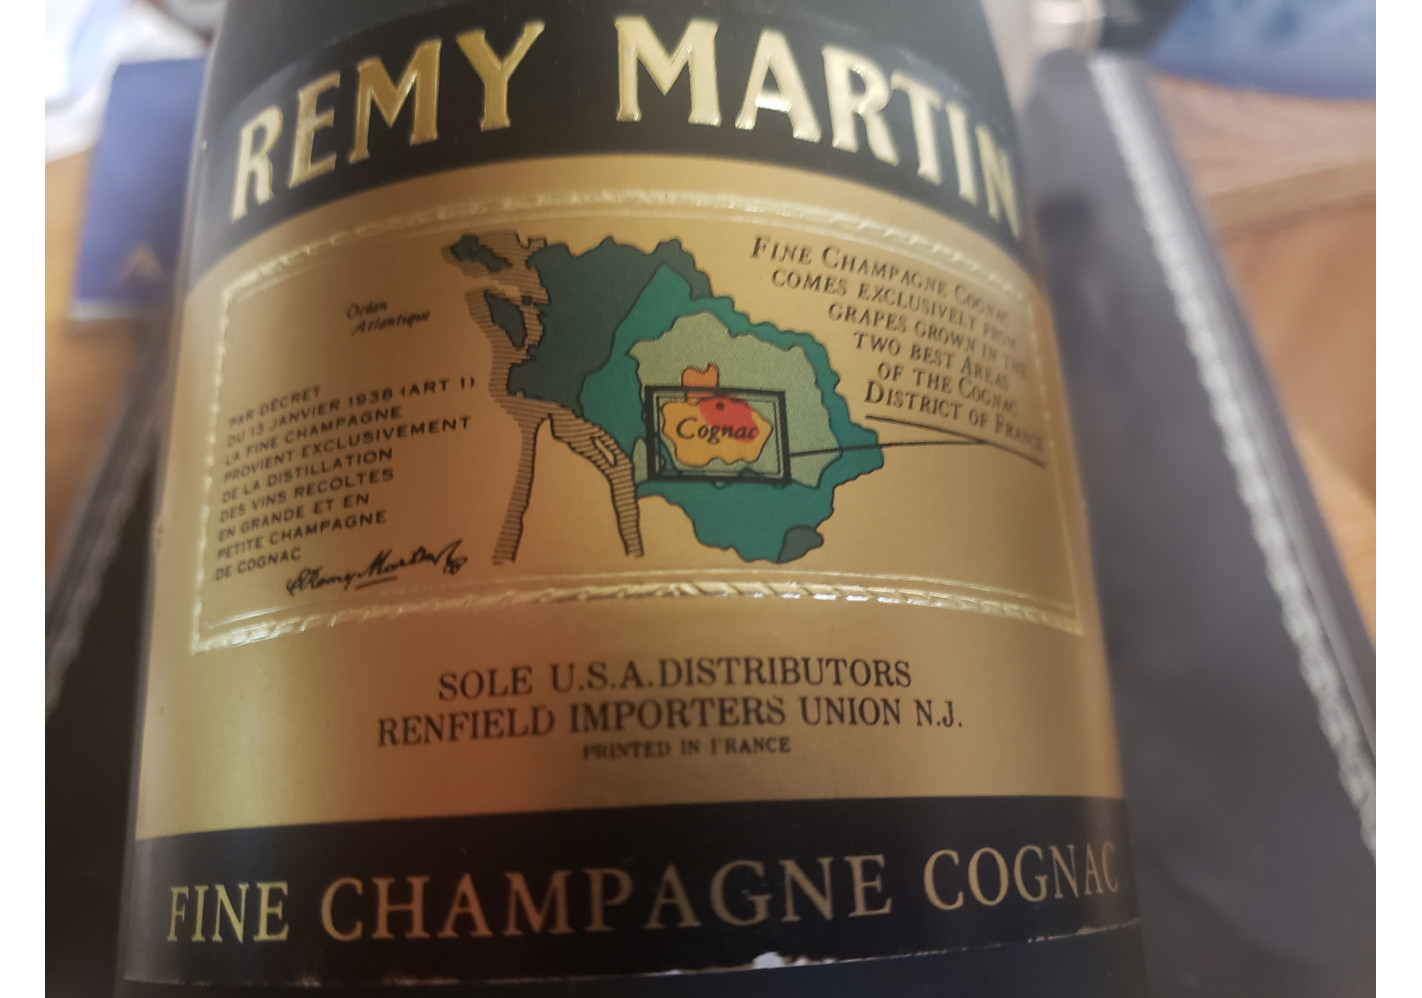 REMY MARTIN
Océan
Atlantique
PAR DÉCRET
DU 13 JANVIER 1938 (ART 1)
LA FINE CHAMPAGNE
PROVIENT EXCLUSIVEMENT
DE LA DISTILLATION
DES VINS RECOLTES
EN GRANDE ET EN
PETITE CHAMPAGNE
DE COGNAC
E Remy Martin & Co
Cognac
FINE CHAMPAGNE COGNAC
COMES EXCLUSIVELY FROM
GRAPES GROWN IN THE
TWO BEST AREAS
OF THE COGNAC
DISTRICT OF FRANCE
SOLE U.S.A. DISTRIBUTORS
RENFIELD IMPORTERS UNION N.J.
PRINTED IN FRANCE
FINE CHAMPAGNE COGNAC